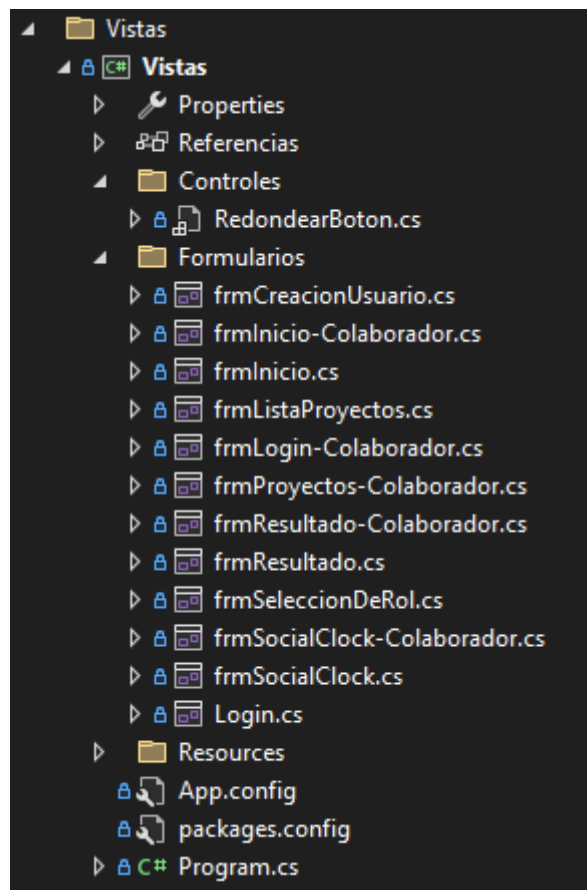 Vistas
C# Vistas
Properties
Referencias
Controles
RedondearBoton.cs
Formularios
frmCreacionUsuario.cs
frmInicio-Colaborador.cs
frmInicio.cs
frmListaProyectos.cs
frmLogin-Colaborador.cs
frmProyectos-Colaborador.cs
frmResultado-Colaborador.cs
frmResultado.cs
frmSeleccionDeRol.cs
frmSocialClock-Colaborador.cs
frmSocialClock.cs
Login.cs
Resources
App.config
packages.config
C# Program.cs